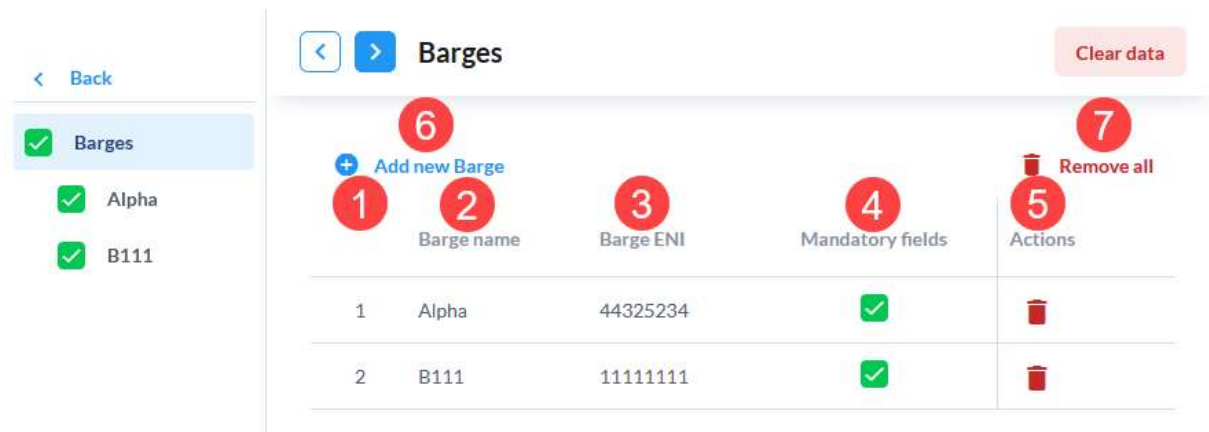 Back
Barges
Alpha
B111
Barges
Clear data
6
7
Add new Barge
Remove all
1
2
3
4
5
Barge name
Barge ENI
Mandatory fields
Actions
1 Alpha 44325234
2 B111 11111111